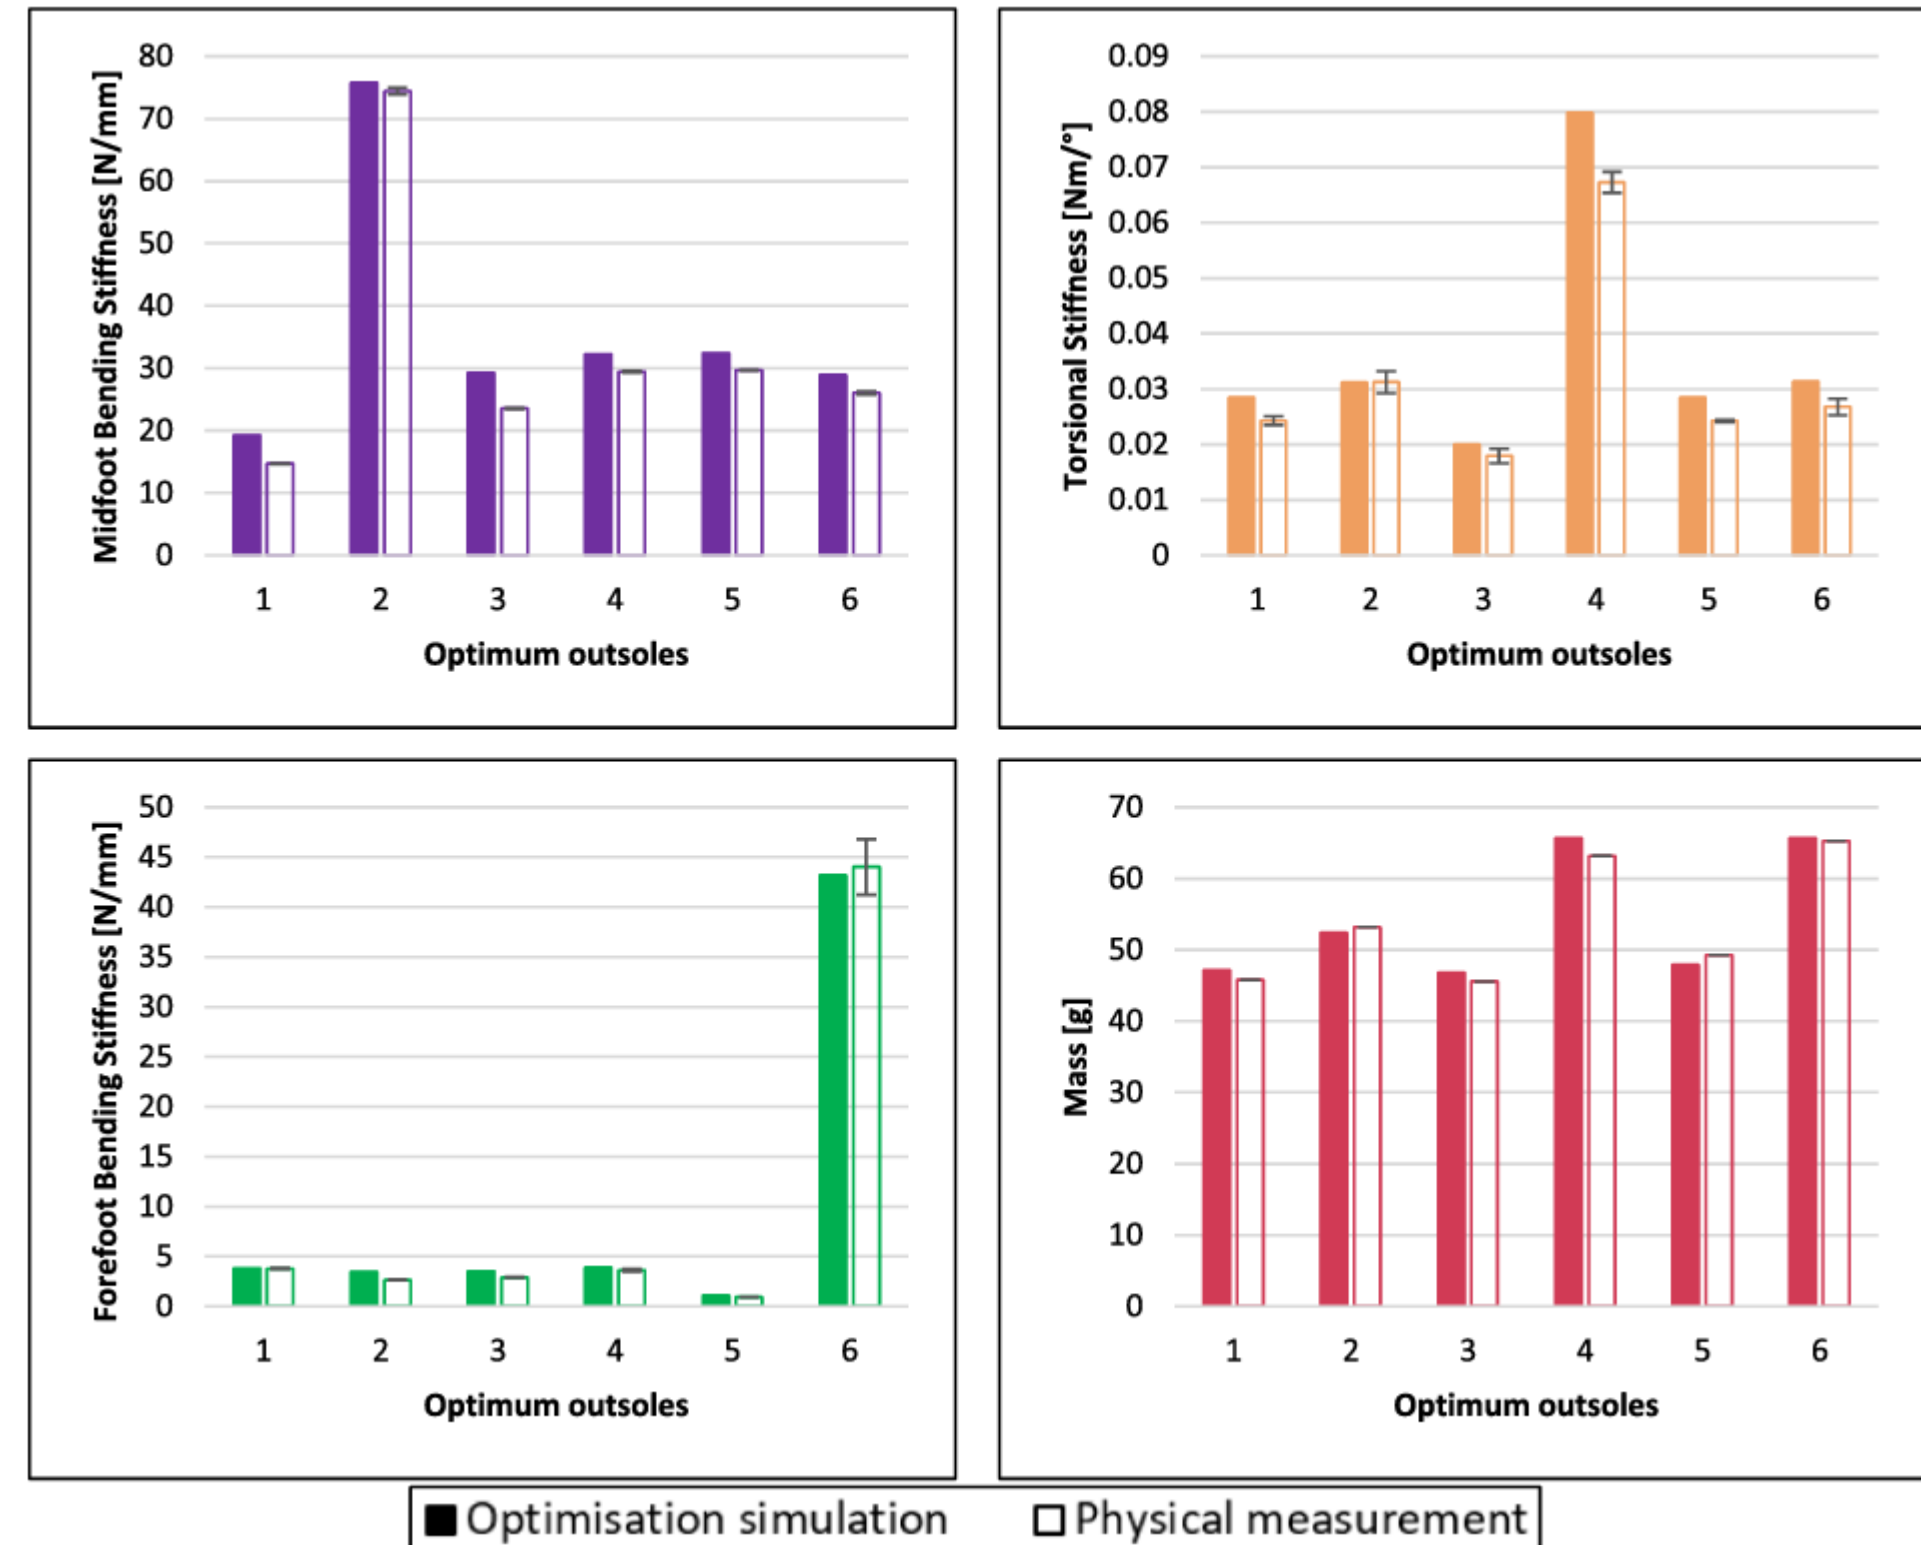 Midfoot Bending Stiffness [N/mm]
80
70
60
50
40
30
20
10
0
1 2 3 4 5 6
Optimum outsoles
Torsional Stiffness [Nm/°]
0.09
0.08
0.07
0.06
0.05
0.04
0.03
0.02
0.01
0
1 2 3 4 5 6
Optimum outsoles
Forefoot Bending Stiffness [N/mm]
50
45
40
35
30
25
20
15
10
5
0
1 2 3 4 5 6
Optimum outsoles
Mass [g]
70
60
50
40
30
20
10
0
1 2 3 4 5 6
Optimum outsoles
Optimisation simulation Physical measurement